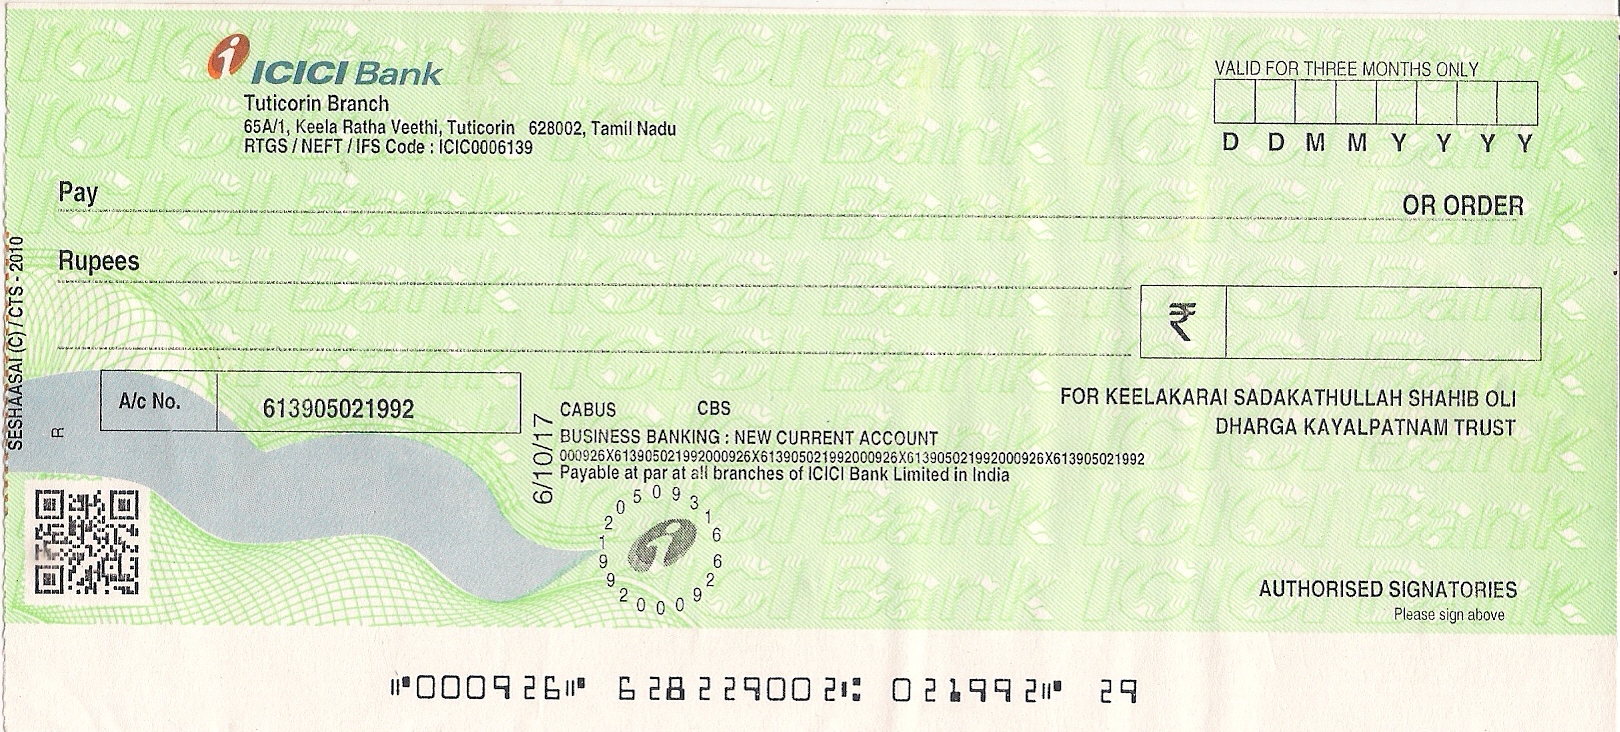 ICICI Bank
Tuticorin Branch
65A/1, Keela Ratha Veethi, Tuticorin 628002, Tamil Nadu
RTGS / NEFT / IFS Code : ICIC0006139
VALID FOR THREE MONTHS ONLY
D D M M Y Y Y Y
Pay
OR ORDER
Rupees
₹
SESHAASAI (C) / CTS - 2010
A/c No. 613905021992
R
FOR KEELAKARAI SADAKATHULLAH SHAHIB OLI
DHARGA KAYALPATNAM TRUST
6/10/17
CABUS CBS
BUSINESS BANKING : NEW CURRENT ACCOUNT
000926X613905021992000926X613905021992000926X613905021992
Payable at par at all branches of ICICI Bank Limited in India
613905021992000926
AUTHORISED SIGNATORIES
Please sign above
⑈000926⑈ 628229002⑆ 021992⑈ 29